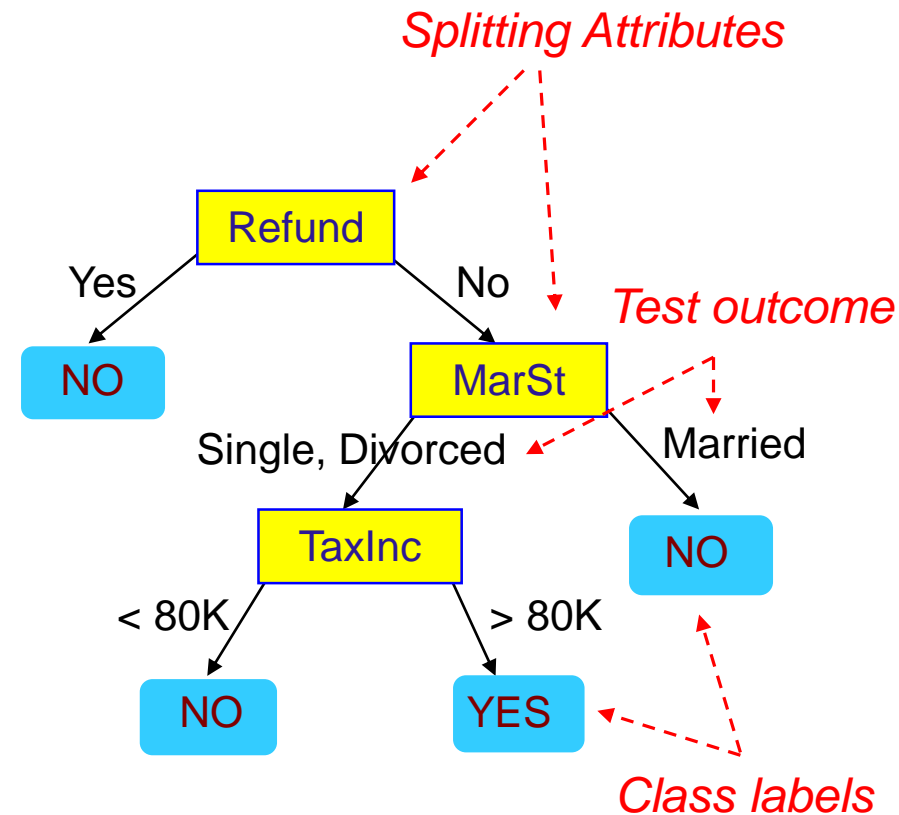 Splitting Attributes
Refund
Yes
No
Test outcome
NO
MarSt
Single, Divorced
Married
TaxInc
NO
< 80K
> 80K
NO
YES
Class labels